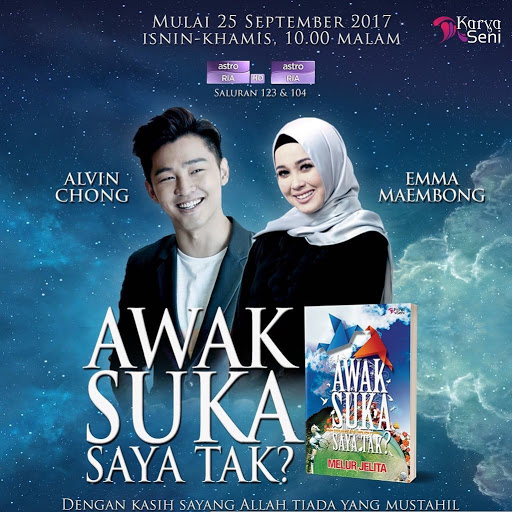 MULAI 25 SEPTEMBER 2017
ISNIN-KHAMIS, 10.00 MALAM
Karya
Seni
astro
RIA
HD
astro
RIA
SALURAN 123 & 104
ALVIN
CHONG
EMMA
MAEMBONG
AWAK
SUKA
SAYA TAK?
AWAK
SUKA
SAYA TAK?
MELUR JELITA
DENGAN KASIH SAYANG ALLAH TIADA YANG MUSTAHIL